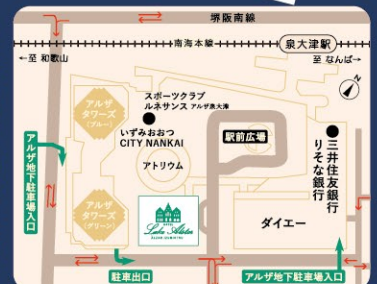 堺阪南線
南海本線
泉大津駅
←至 和歌山
至 なんば→
スポーツクラブ
ルネサンス アルザ泉大津
アルザ
タワーズ
(ブルー)
いずみおおつ
CITY NANKAI
駅前広場
三井住友銀行
りそな銀行
アトリウム
アルザ地下駐車場入口
アルザ
タワーズ
(グリーン)
ダイエー
駐車出口
アルザ地下駐車場入口